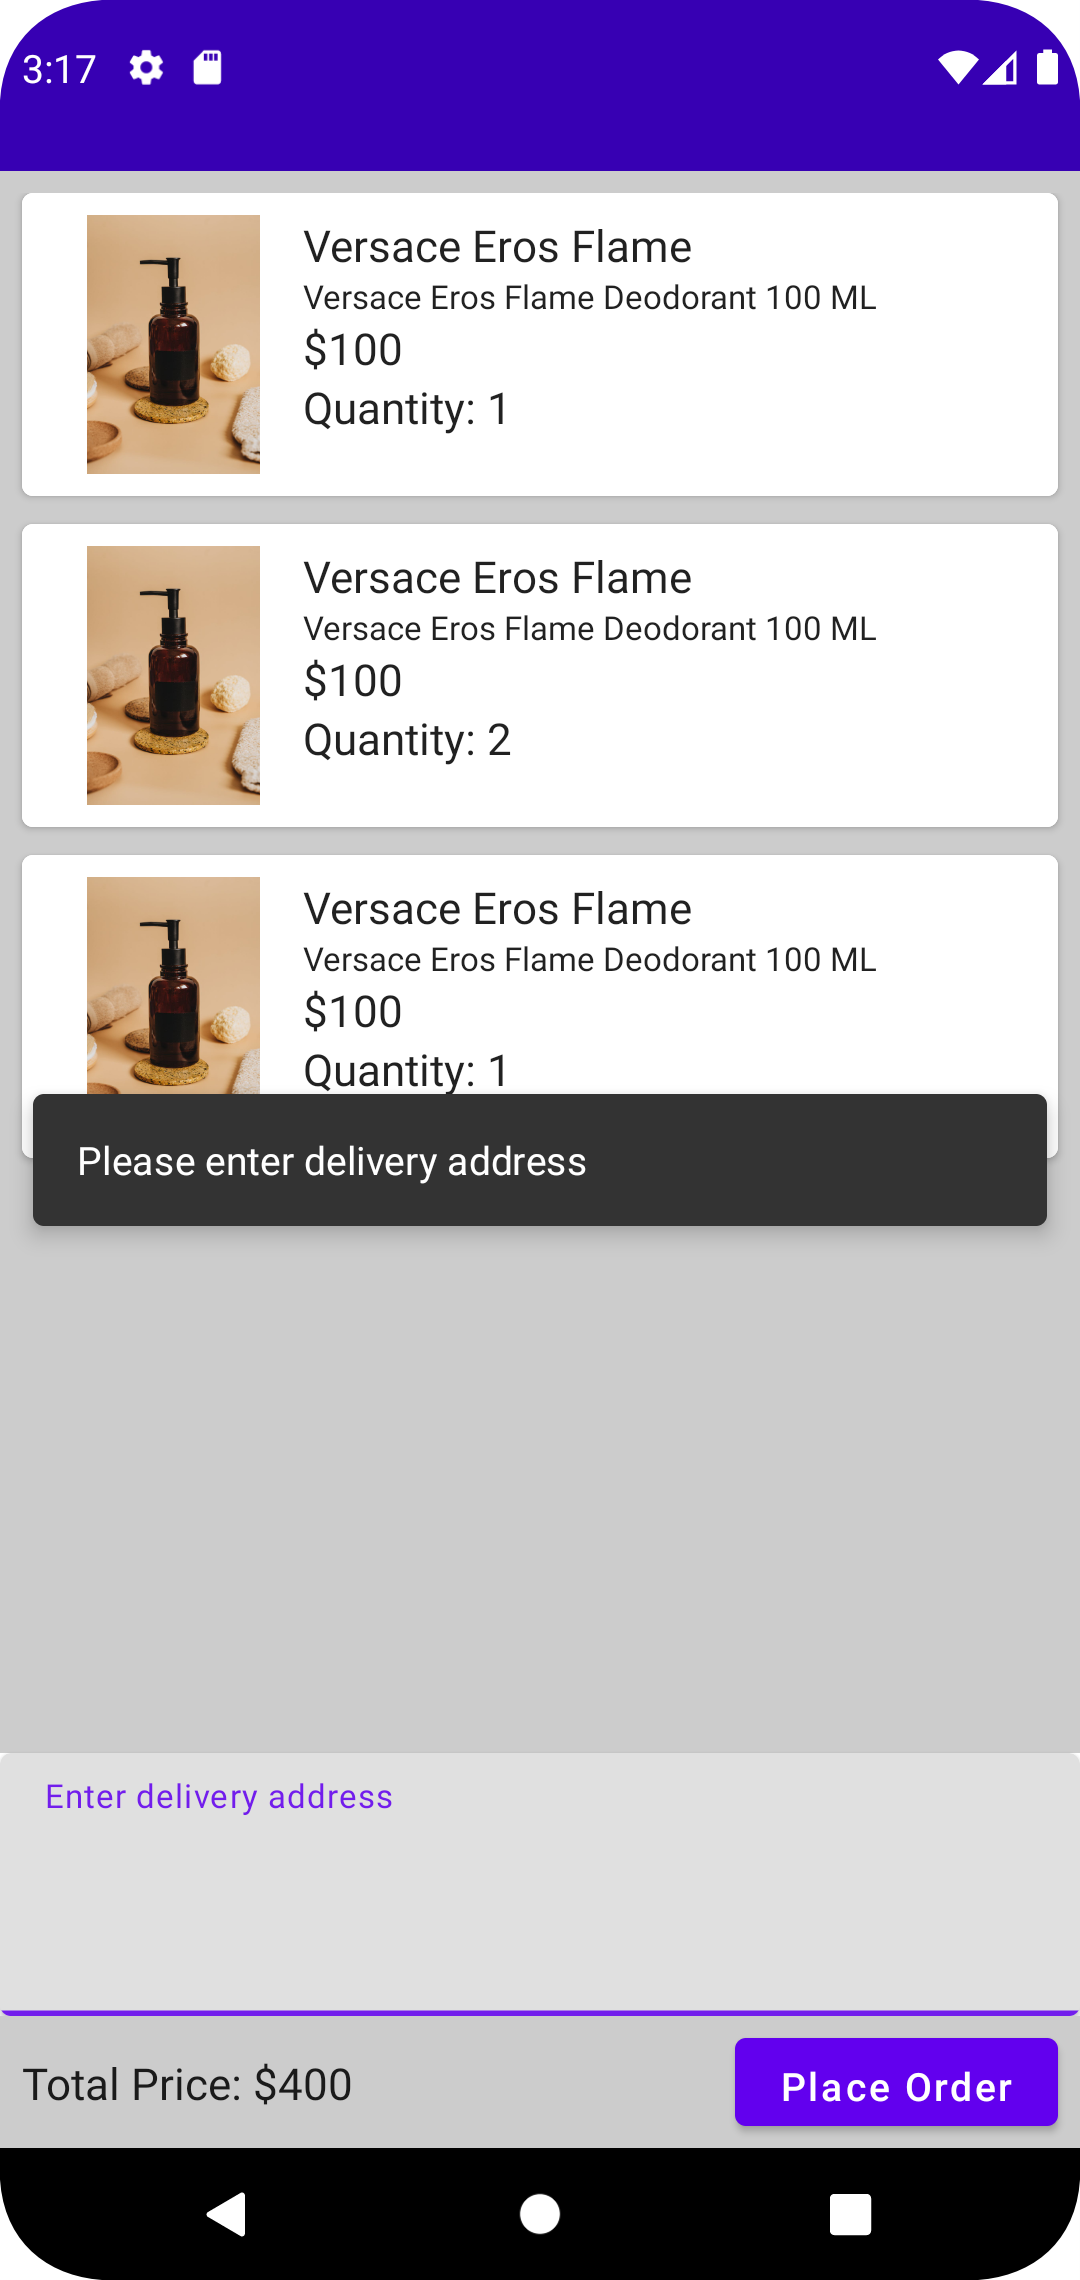 3:17
Versace Eros Flame
Versace Eros Flame Deodorant 100 ML
$100
Quantity: 1
Versace Eros Flame
Versace Eros Flame Deodorant 100 ML
$100
Quantity: 2
Versace Eros Flame
Versace Eros Flame Deodorant 100 ML
$100
Quantity: 1
Please enter delivery address
Enter delivery address
Total Price: $400
Place Order